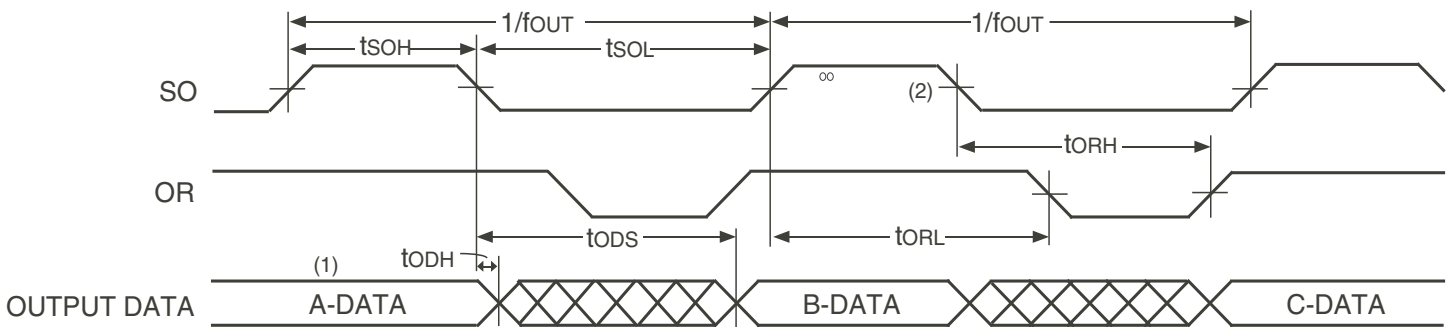 1/fOUT 1/fOUT
tSOH tSOL
SO ∞ (2)
tORH
OR
tODS tORL
tODH
(1)
OUTPUT DATA A-DATA B-DATA C-DATA